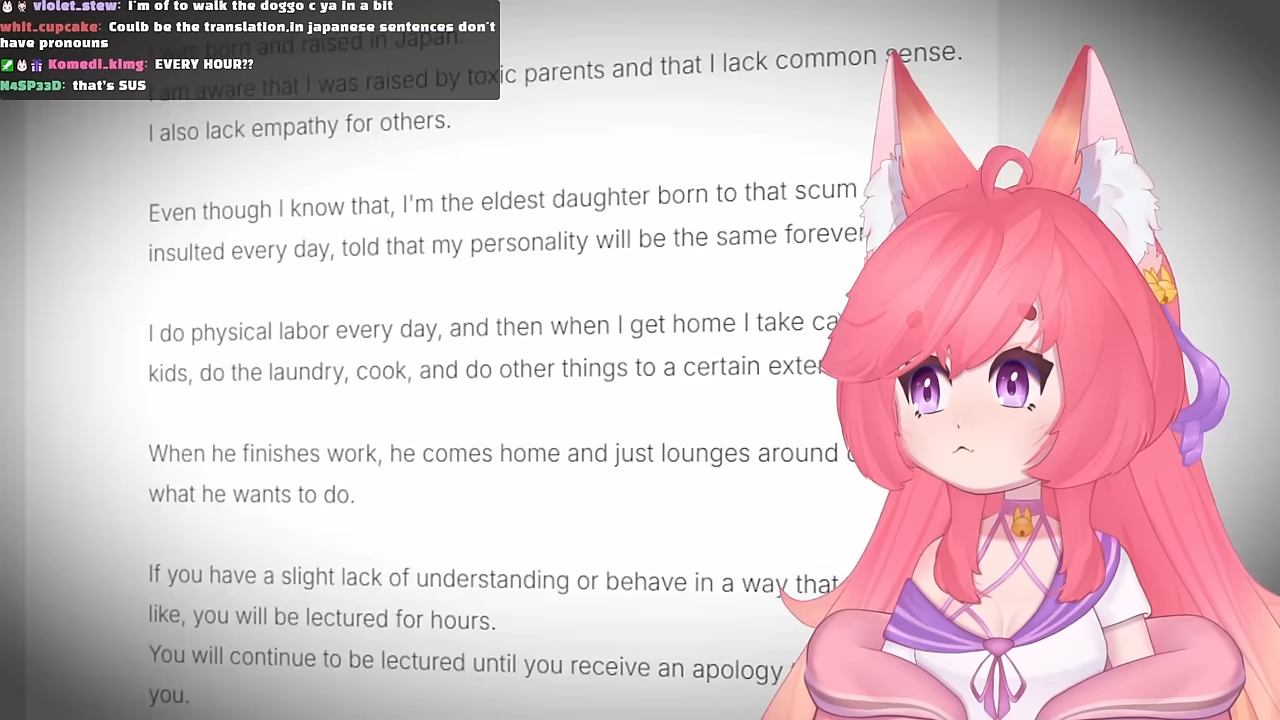 violet_stew: I'm of to walk the doggo c ya in a bit
whit_cupcake: Coulb be the translation,in japanese sentences don't
have pronouns
Komedi_kimg: EVERY HOUR??
N4SP33D: that's SUS
I was born and raised in Japan.
I am aware that I was raised by toxic parents and that I lack common sense.
I also lack empathy for others.
Even though I know that, I'm the eldest daughter born to that scum
insulted every day, told that my personality will be the same forever
I do physical labor every day, and then when I get home I take ca
kids, do the laundry, cook, and do other things to a certain exte
When he finishes work, he comes home and just lounges around
what he wants to do.
If you have a slight lack of understanding or behave in a way that
like, you will be lectured for hours.
You will continue to be lectured until you receive an apology
you.